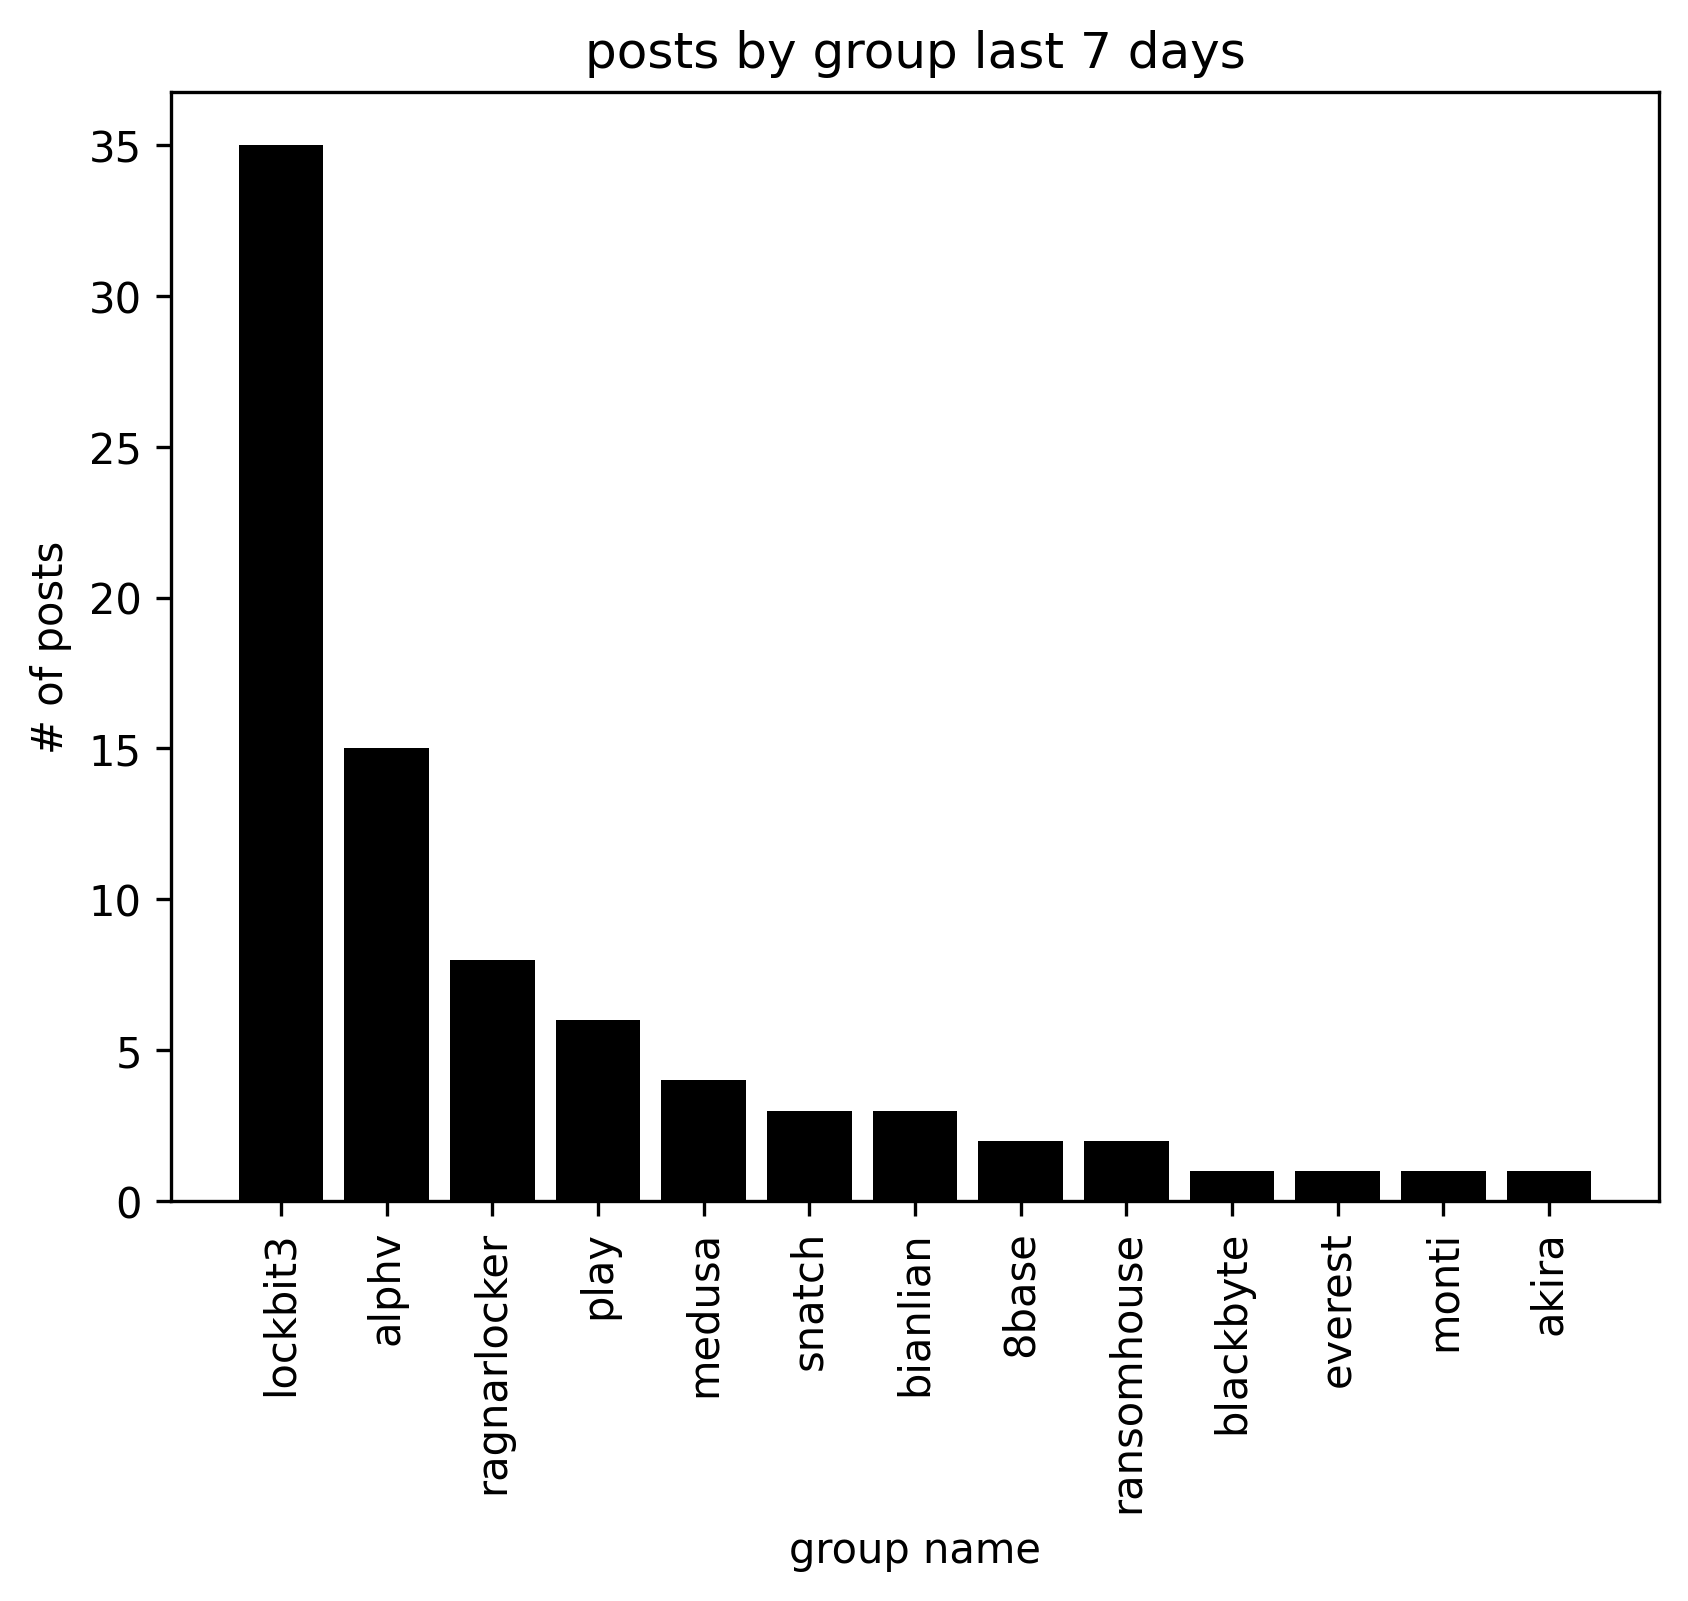 posts by group last 7 days
# of posts
35
30
25
20
15
10
5
0
lockbit3
alphv
ragnarlocker
play
medusa
snatch
bianlian
8base
ransomhouse
blackbyte
everest
monti
akira
group name